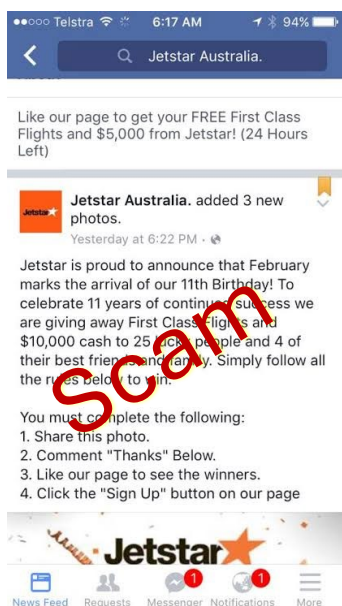 Telstra 6:17 AM 94%
Jetstar Australia.
Like our page to get your FREE First Class
Flights and $5,000 from Jetstar! (24 Hours
Left)
Jetstar
Jetstar Australia. added 3 new
photos.
Yesterday at 6:22 PM
Jetstar is proud to announce that February
marks the arrival of our 11th Birthday! To
celebrate 11 years of continued success we
are giving away First Class Flights and
$10,000 cash to 25 lucky people and 4 of
their best friends and family. Simply follow all
the rules below to win.
Scam
You must complete the following:
1. Share this photo.
2. Comment "Thanks" Below.
3. Like our page to see the winners.
4. Click the "Sign Up" button on our page
Jetstar
1 1
News Feed Requests Messenger Notifications More